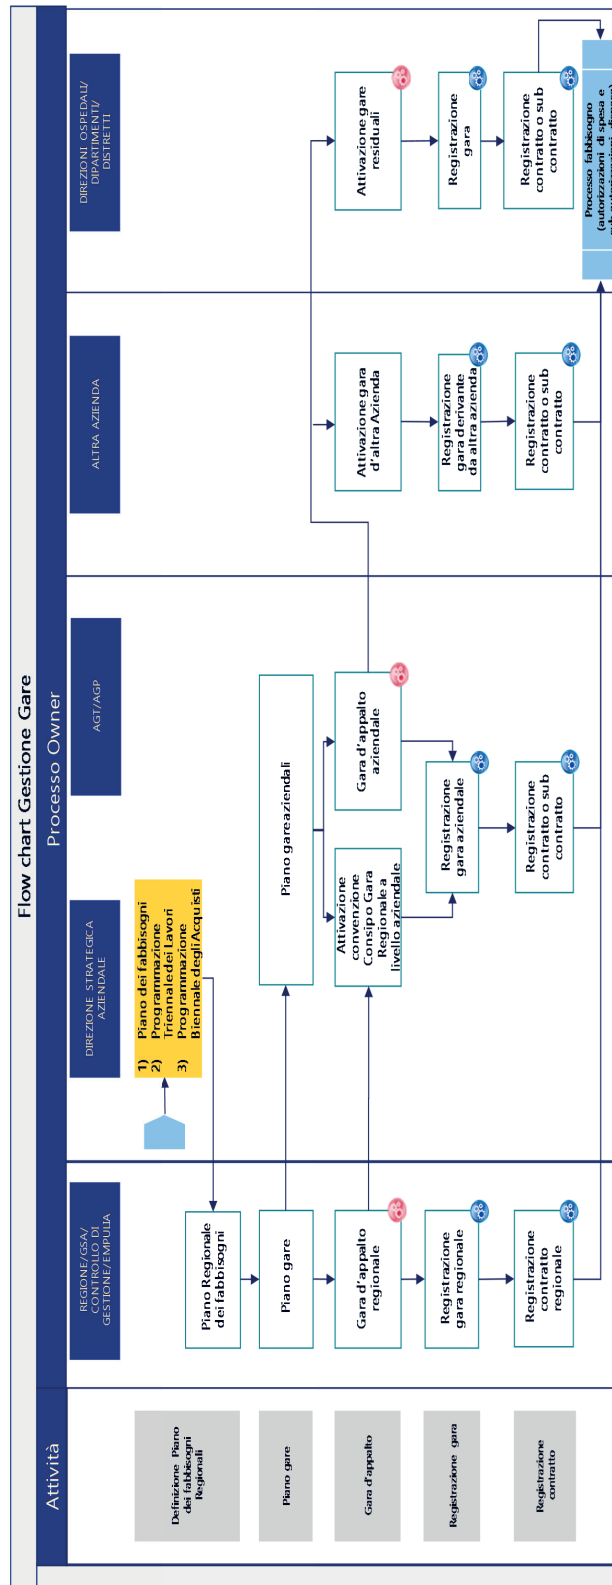 Flow chart Gestione Gare
Attività
Processo Owner
REGIONE/GSA/
CONTROLLO DI
GESTIONE/EMPULIA
DIREZIONE STRATEGICA
AZIENDALE
AGT/AGP
ALTRA AZIENDA
DIREZIONI OSPEDALI/
DIPARTIMENTI/
DISTRETTI
Definizione Piano
dei fabbisogni
Regionali
Piano Regionale
dei fabbisogni
1) Piano dei fabbisogni
2) Programmazione
Triennale dei Lavori
3) Programmazione
Biennale degli Acquisti
Piano gare
Piano gare
Piano gare aziendali
Gara d'appalto
Gara d'appalto
regionale
Attivazione
convenzione
Consip o Gara
Regionale a
livello aziendale
Gara d'appalto
aziendale
Attivazione gara
d'altra Azienda
Attivazione gare
residuali
Registrazione gara
Registrazione
gara regionale
Registrazione
gara aziendale
Registrazione
gara derivante
da altra azienda
Registrazione
gara
Registrazione
contratto
Registrazione
contratto
regionale
Registrazione
contratto o sub
contratto
Registrazione
contratto o sub
contratto
Registrazione
contratto o sub
contratto
Processo fabbisogno
(autorizzazioni di spesa e